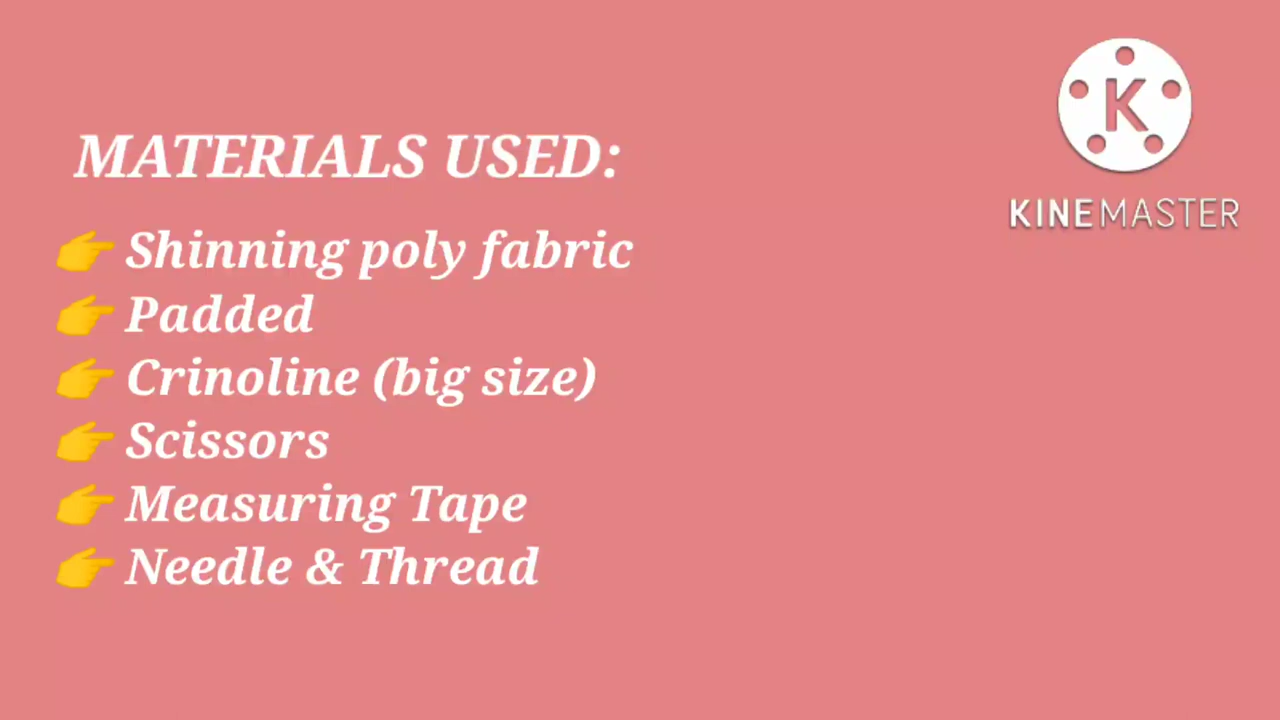 MATERIALS USED:
👉 Shinning poly fabric
👉 Padded
👉 Crinoline (big size)
👉 Scissors
👉 Measuring Tape
👉 Needle & Thread
K
KINEMASTER